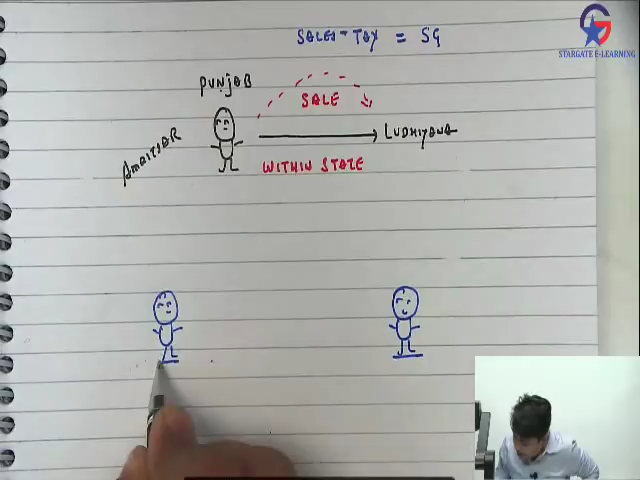 SALES-TAX = SG
STARGATE E-LEARNING
PUNJAB
SALE
LUDHIYANA
AMRITSAR
WITHIN STATE